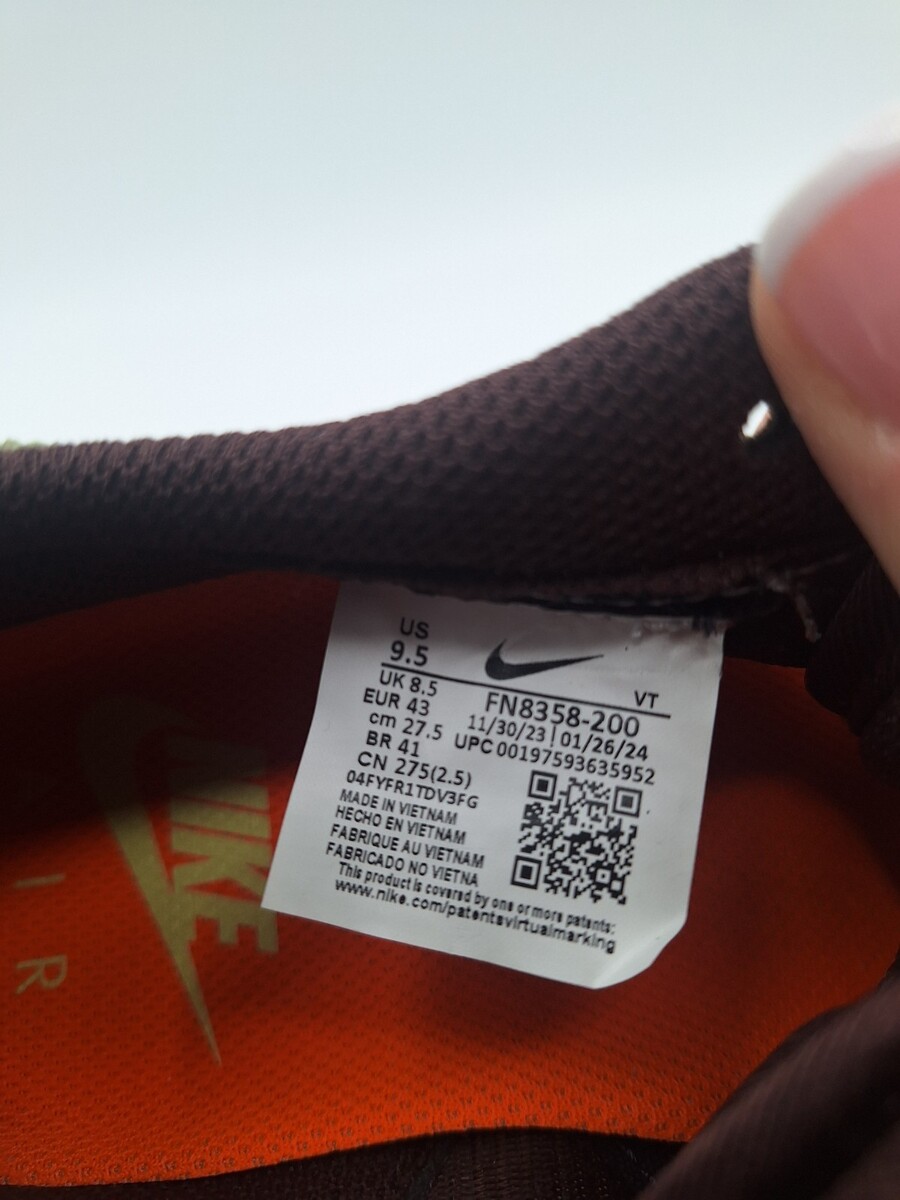 US
9.5
VT
UK 8.5
EUR 43
cm 27.5
BR 41
CN 275(2.5)
FN8358-200
11/30/23 | 01/26/24
UPC 00197593635952
04FYFR1TDV3FG
MADE IN VIETNAM
HECHO EN VIETNAM
FABRIQUE AU VIETNAM
FABRICADO NO VIETNA
This product is covered by one or more patents:
www.nike.com/patentsvirtualmarking
NIKE
I R